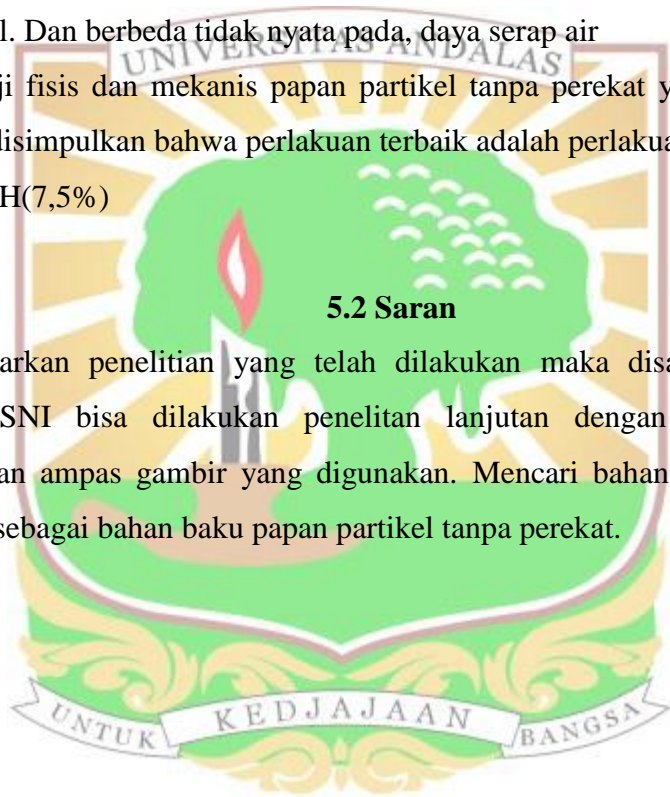 l. Dan berbeda tidak nyata pada, daya serap air
UNIVERSITAS ANDALAS
ji fisis dan mekanis papan partikel tanpa perekat y
disimpulkan bahwa perlakuan terbaik adalah perlakua
H(7,5%)
5.2 Saran
arkan penelitian yang telah dilakukan maka disa
SNI bisa dilakukan penelitan lanjutan dengan
an ampas gambir yang digunakan. Mencari bahan
sebagai bahan baku papan partikel tanpa perekat.
UNTUK KEDJAJAAN BANGSA